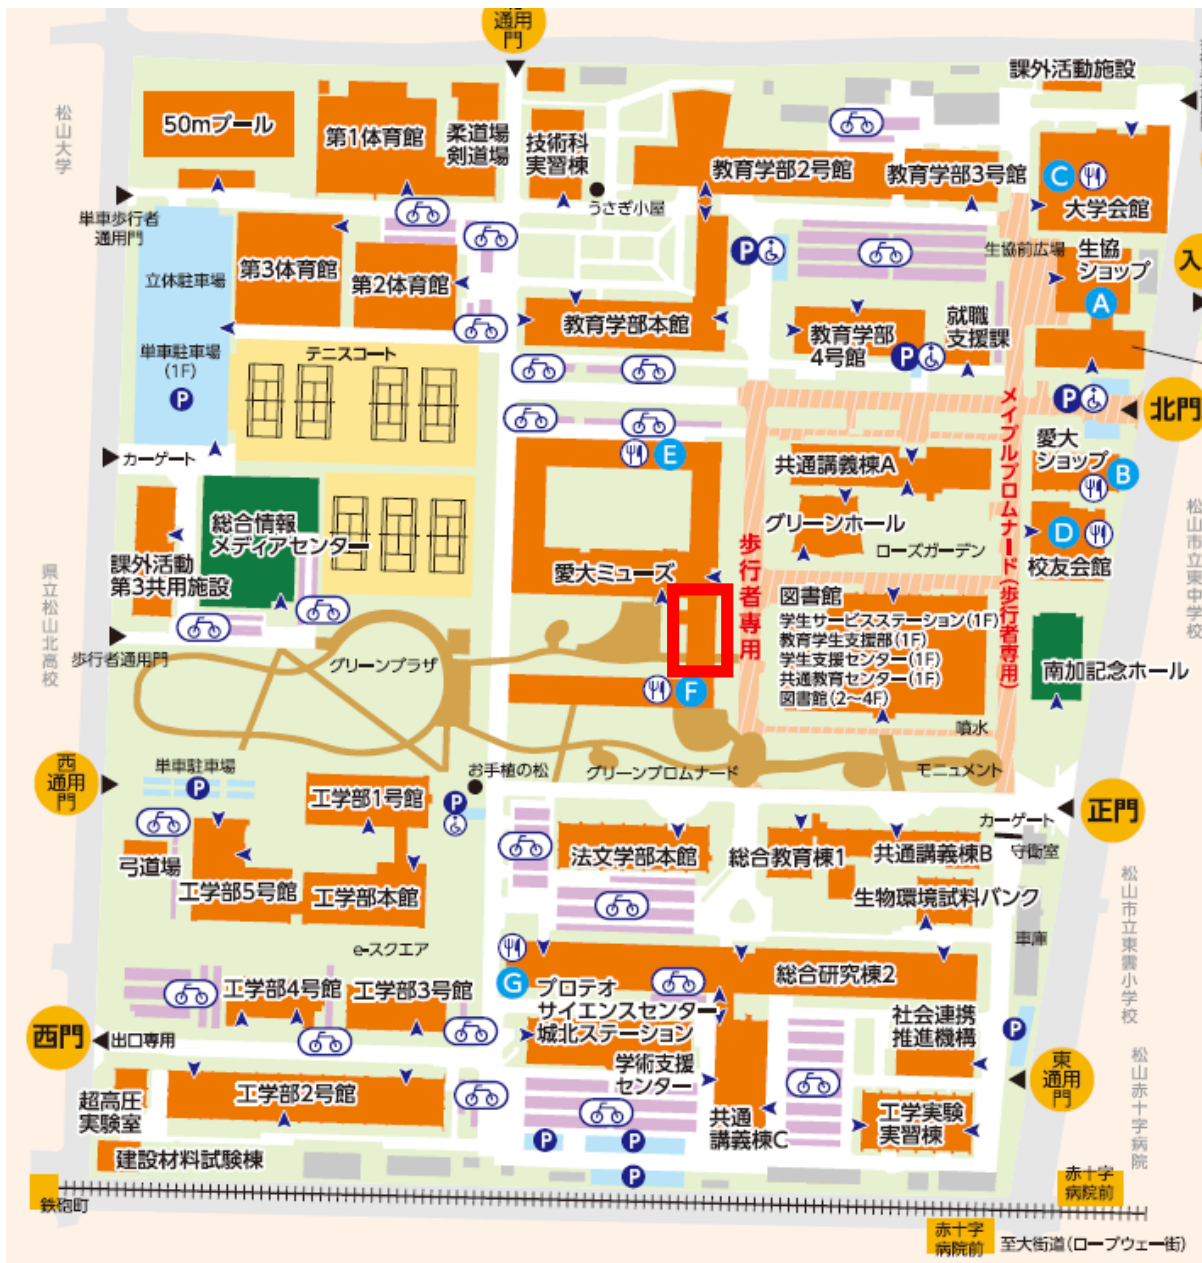 通用
門
課外活動施設
松山大学
50mプール
第1体育館
柔道場
剣道場
技術科
実習棟
教育学部2号館
教育学部3号館
C
大学会館
うさぎ小屋
単車歩行者
通用門
生協前広場
生協
ショップ
A
入
立体駐車場
第3体育館
第2体育館
P
教育学部本館
教育学部
4号館
P
就職
支援課
単車駐車場
(1F)
P
テニスコート
メイプルプロムナード(歩行者専用)
P
北門
カーゲート
E
共通講義棟A
愛大
ショップ
B
グリーンホール
ローズガーデン
D
校友会館
総合情報
メディアセンター
課外活動
第3共用施設
愛大ミューズ
歩行者専用
松山市立東中学校
県立松山北高校
図書館
学生サービスステーション(1F)
教育学生支援部(1F)
学生支援センター(1F)
共通教育センター(1F)
図書館(2〜4F)
歩行者通用門
グリーンプラザ
F
南加記念ホール
噴水
西
通用
門
単車駐車場
P
お手植の松
グリーンプロムナード
モニュメント
工学部1号館
P
正門
カーゲート
守衛室
弓道場
工学部5号館
工学部本館
法文学部本館
総合教育棟1
共通講義棟B
生物環境試料バンク
松山市立東雲小学校
e-スクエア
車庫
G
総合研究棟2
工学部4号館
工学部3号館
プロテオ
サイエンスセンター
城北ステーション
社会連携
推進機構
P
西門
出口専用
学術支援
センター
東
通用
門
松山赤十字病院
超高圧
実験室
工学部2号館
共通
講義棟C
工学実験
実習棟
P
P
P
建設材料試験棟
鉄砲町
赤十字
病院前
赤十字
病院前
至大街道(ロープウェー街)